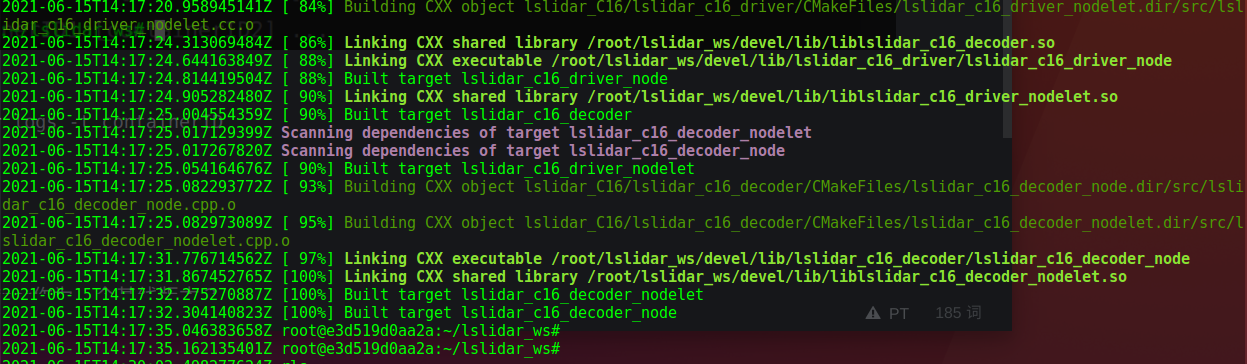 2021-06-15T14:17:20.958945141Z [ 84%] Building CXX object lslidar_C16/lslidar_c16_driver/CMakeFiles/lslidar_c16_driver_nodelet.dir/src/lsl
idar_c16_driver_nodelet.cc.o
2021-06-15T14:17:24.313069484Z [ 86%] Linking CXX shared library /root/lslidar_ws/devel/lib/liblslidar_c16_decoder.so
2021-06-15T14:17:24.644163849Z [ 88%] Linking CXX executable /root/lslidar_ws/devel/lib/lslidar_c16_driver/lslidar_c16_driver_node
2021-06-15T14:17:24.814419504Z [ 88%] Built target lslidar_c16_driver_node
2021-06-15T14:17:24.905282480Z [ 90%] Linking CXX shared library /root/lslidar_ws/devel/lib/liblslidar_c16_driver_nodelet.so
2021-06-15T14:17:25.004554359Z [ 90%] Built target lslidar_c16_decoder
2021-06-15T14:17:25.017129399Z Scanning dependencies of target lslidar_c16_decoder_nodelet
2021-06-15T14:17:25.017267820Z Scanning dependencies of target lslidar_c16_decoder_node
2021-06-15T14:17:25.054164676Z [ 90%] Built target lslidar_c16_driver_nodelet
2021-06-15T14:17:25.082293772Z [ 93%] Building CXX object lslidar_C16/lslidar_c16_decoder/CMakeFiles/lslidar_c16_decoder_node.dir/src/lsli
dar_c16_decoder_node.cpp.o
2021-06-15T14:17:25.082973089Z [ 95%] Building CXX object lslidar_C16/lslidar_c16_decoder/CMakeFiles/lslidar_c16_decoder_nodelet.dir/src/l
slidar_c16_decoder_nodelet.cpp.o
2021-06-15T14:17:31.776714562Z [ 97%] Linking CXX executable /root/lslidar_ws/devel/lib/lslidar_c16_decoder/lslidar_c16_decoder_node
2021-06-15T14:17:31.867452765Z [100%] Linking CXX shared library /root/lslidar_ws/devel/lib/liblslidar_c16_decoder_nodelet.so
2021-06-15T14:17:32.275270887Z [100%] Built target lslidar_c16_decoder_nodelet
2021-06-15T14:17:32.304140823Z [100%] Built target lslidar_c16_decoder_node
PT 185 词
2021-06-15T14:17:35.046383658Z root@e3d519d0aa2a:~/lslidar_ws#
2021-06-15T14:17:35.162135401Z root@e3d519d0aa2a:~/lslidar_ws#